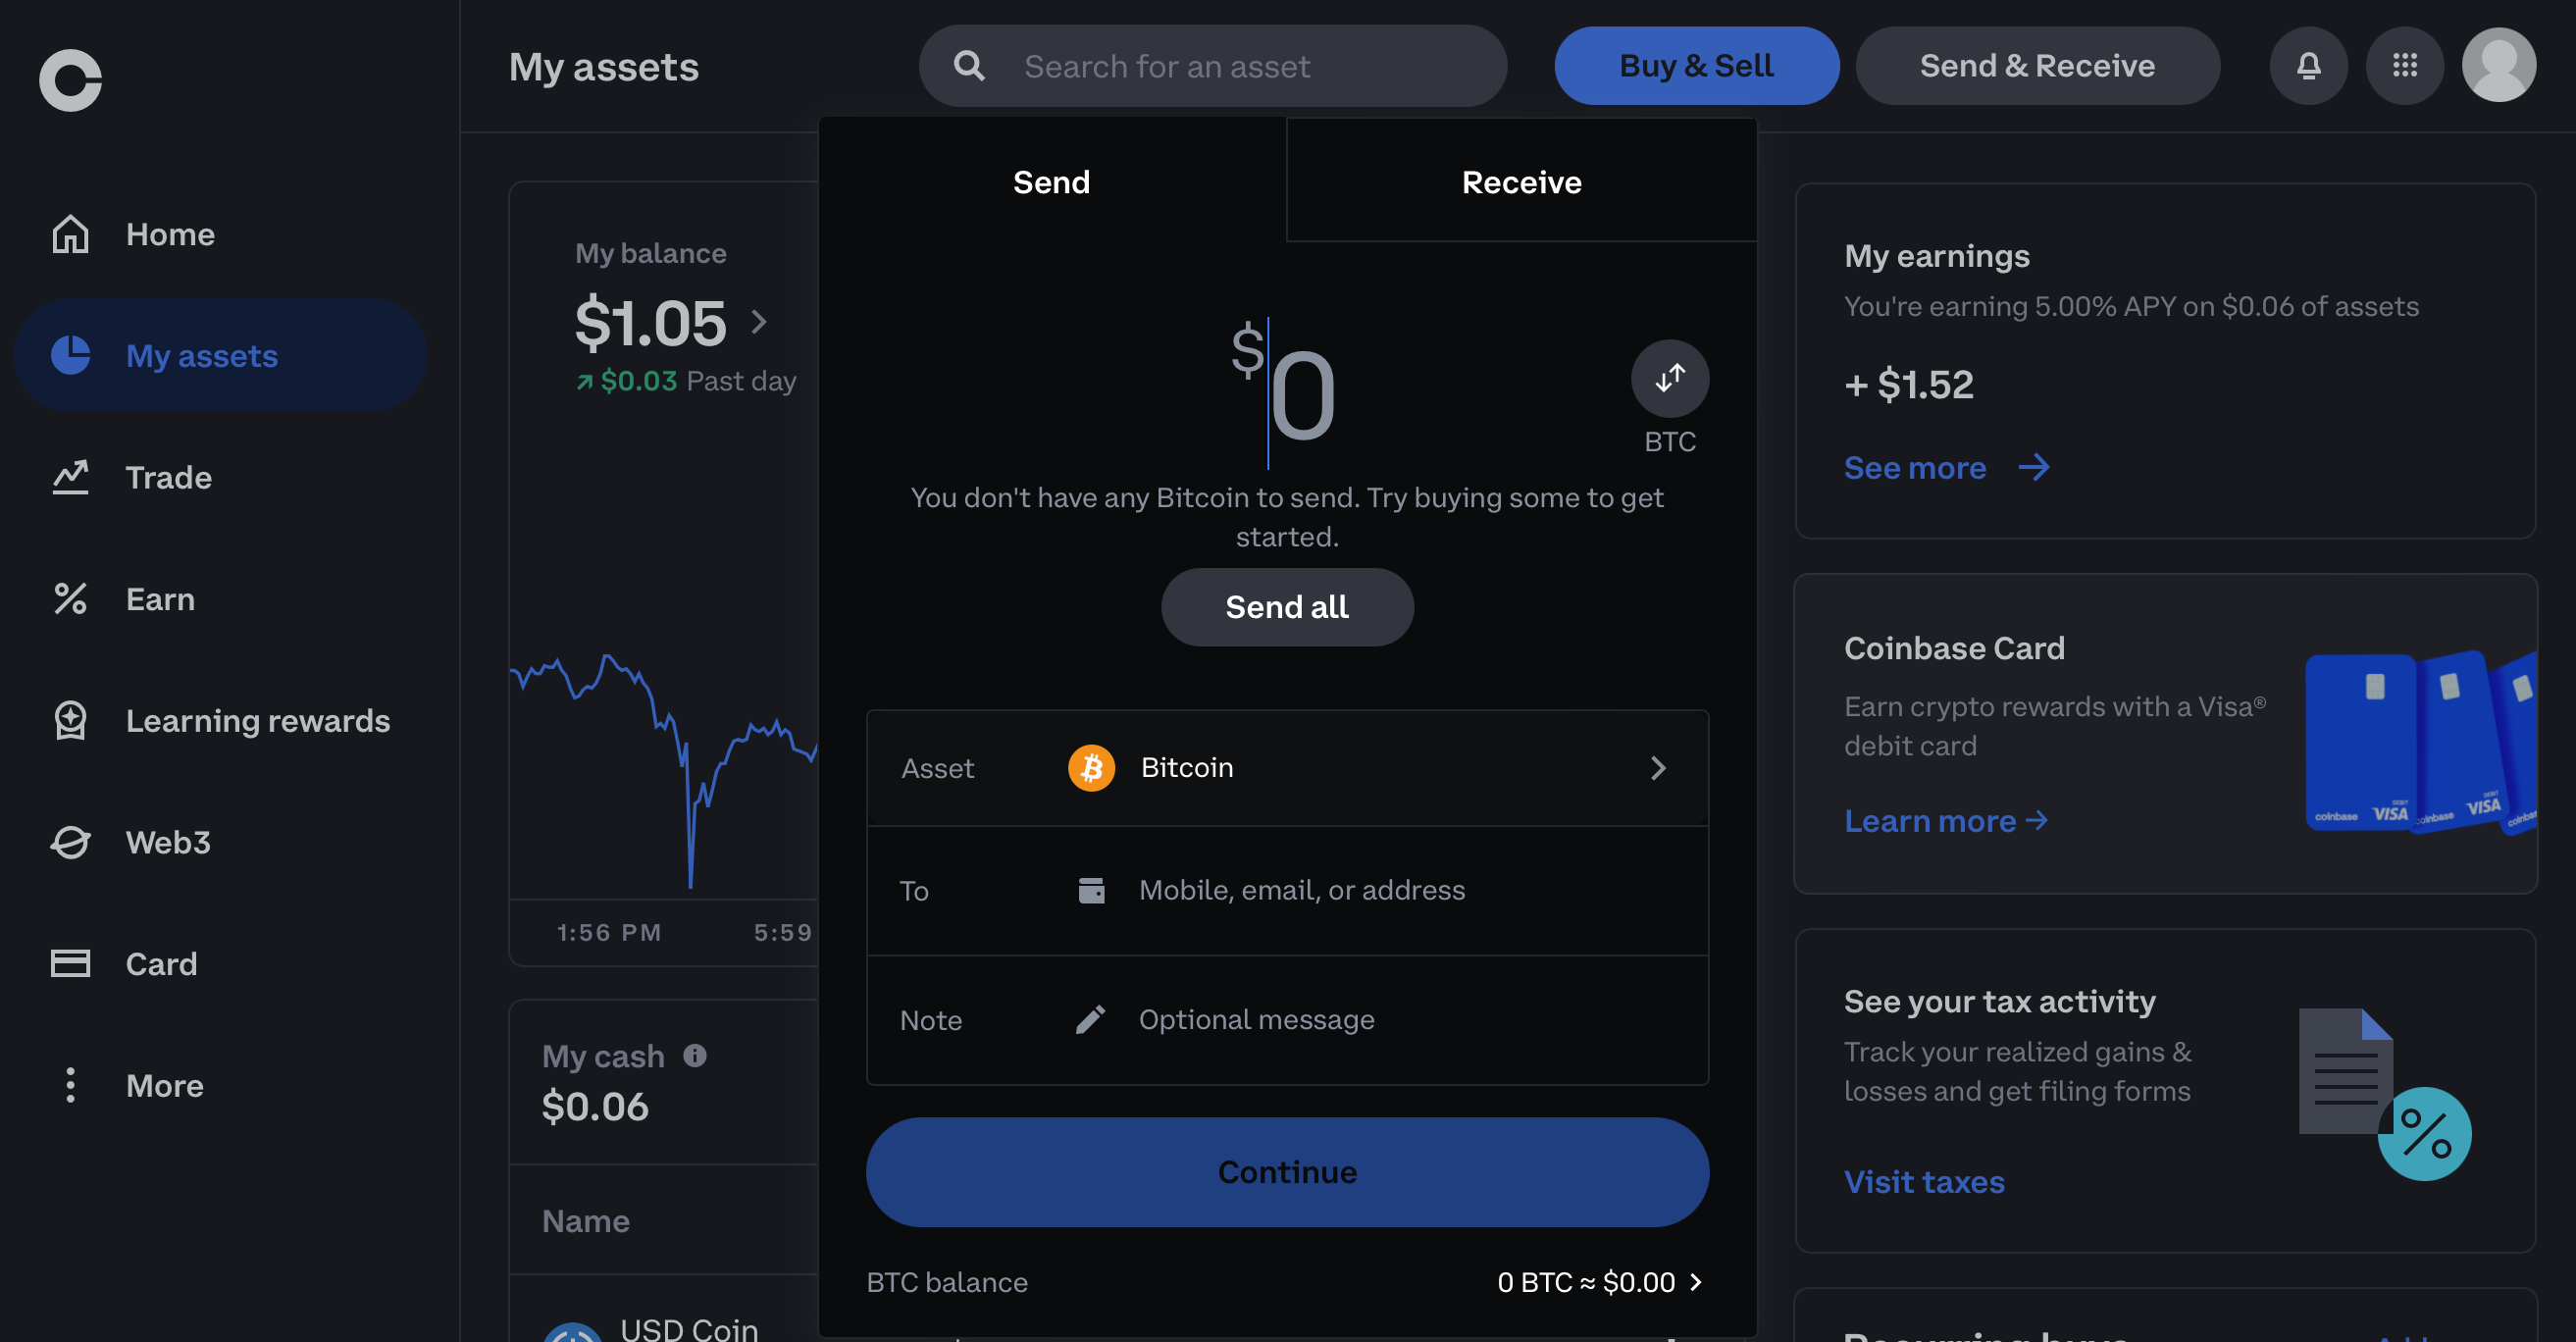 My assets
Search for an asset
Buy & Sell
Send & Receive
Home
My assets
Trade
Earn
Learning rewards
Web3
Card
More
My balance
$1.05
$0.03 Past day
1:56 PM 5:59
My cash
$0.06
Name
USD Coin
Send
Receive
$0
BTC
You don't have any Bitcoin to send. Try buying some to get
started.
Send all
Asset Bitcoin
To Mobile, email, or address
Note Optional message
Continue
BTC balance 0 BTC ≈ $0.00
My earnings
You're earning 5.00% APY on $0.06 of assets
+ $1.52
See more
Coinbase Card
Earn crypto rewards with a Visa®
debit card
Learn more
coinbase DEBIT VISA
coinbase DEBIT VISA
See your tax activity
Track your realized gains &
losses and get filing forms
Visit taxes
Recurring buys